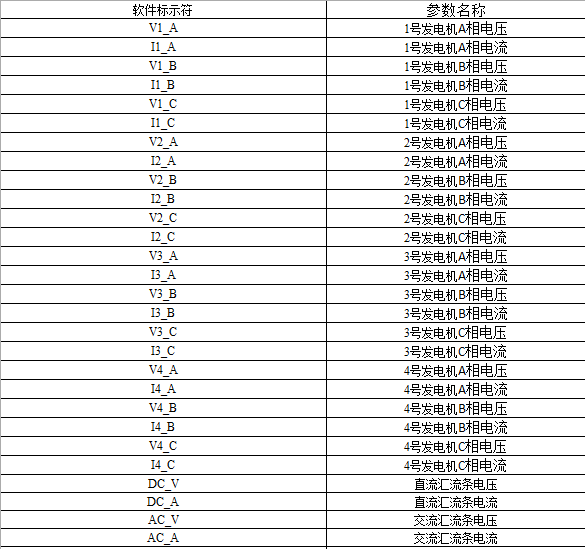 软件标示符 参数名称
V1_A 1号发电机A相电压
I1_A 1号发电机A相电流
V1_B 1号发电机B相电压
I1_B 1号发电机B相电流
V1_C 1号发电机C相电压
I1_C 1号发电机C相电流
V2_A 2号发电机A相电压
I2_A 2号发电机A相电流
V2_B 2号发电机B相电压
I2_B 2号发电机B相电流
V2_C 2号发电机C相电压
I2_C 2号发电机C相电流
V3_A 3号发电机A相电压
I3_A 3号发电机A相电流
V3_B 3号发电机B相电压
I3_B 3号发电机B相电流
V3_C 3号发电机C相电压
I3_C 3号发电机C相电流
V4_A 4号发电机A相电压
I4_A 4号发电机A相电流
V4_B 4号发电机B相电压
I4_B 4号发电机B相电流
V4_C 4号发电机C相电压
I4_C 4号发电机C相电流
DC_V 直流汇流条电压
DC_A 直流汇流条电流
AC_V 交流汇流条电压
AC_A 交流汇流条电流